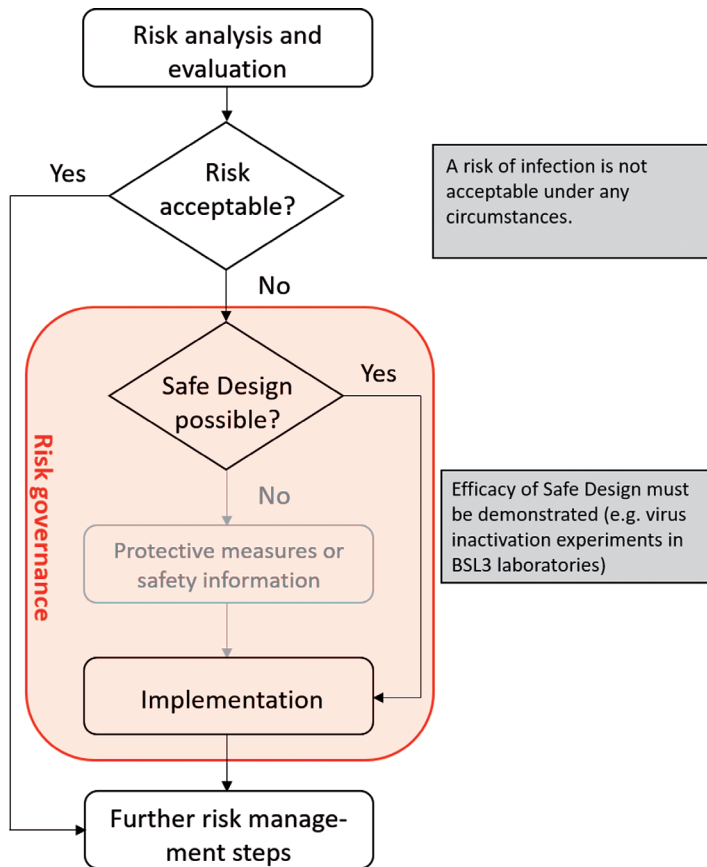 Risk analysis and
evaluation
Yes
Risk
acceptable?
A risk of infection is not
acceptable under any
circumstances.
No
Safe Design
possible?
Yes
Risk governance
No
Efficacy of Safe Design must
be demonstrated (e.g. virus
inactivation experiments in
BSL3 laboratories)
Protective measures or
safety information
Implementation
Further risk manage-
ment steps